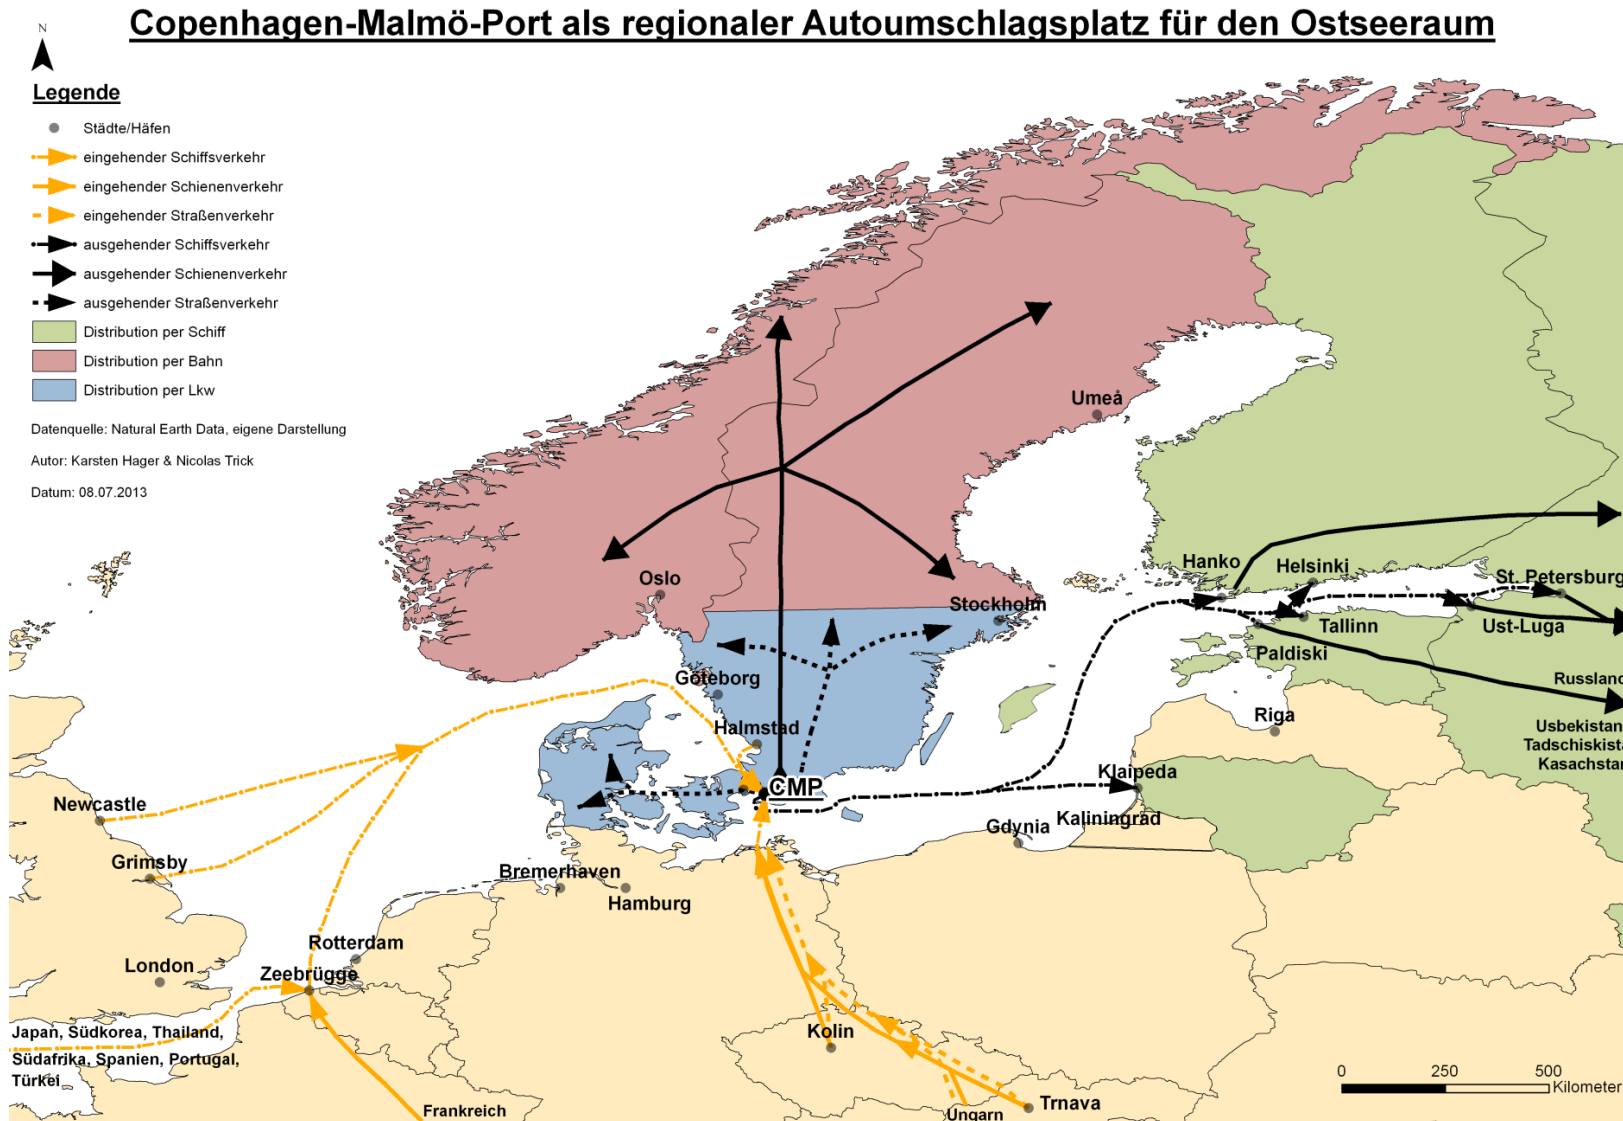 Copenhagen-Malmö-Port als regionaler Autoumschlagsplatz für den Ostseeraum
N
Legende
Städte/Häfen
eingehender Schiffsverkehr
eingehender Schienenverkehr
eingehender Straßenverkehr
ausgehender Schiffsverkehr
ausgehender Schienenverkehr
ausgehender Straßenverkehr
Distribution per Schiff
Distribution per Bahn
Distribution per Lkw
Datenquelle: Natural Earth Data, eigene Darstellung
Autor: Karsten Hager & Nicolas Trick
Datum: 08.07.2013
Umeå
Hanko
Helsinki
St. Petersburg
Oslo
Stockholm
Tallinn
Ust-Luga
Paldiski
Russland
Göteborg
Riga
Halmstad
Usbekistan
Tadschiskista
Kasachstan
Klaipeda
CMP
Newcastle
Kaliningrad
Gdynia
Grimsby
Bremerhaven
Hamburg
Rotterdam
London
Zeebrügge
Japan, Südkorea, Thailand,
Südafrika, Spanien, Portugal,
Türkei
Kolin
0 250 500
Kilometer
Frankreich
Ungarn
Trnava